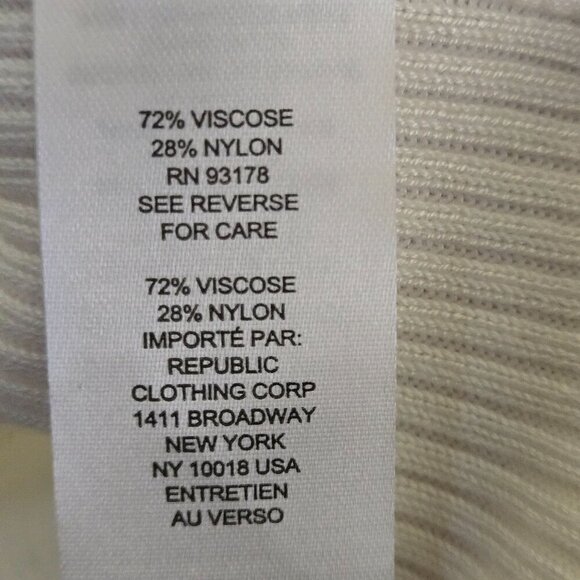 72% VISCOSE
28% NYLON
RN 93178
SEE REVERSE
FOR CARE
72% VISCOSE
28% NYLON
IMPORTÉ PAR:
REPUBLIC
CLOTHING CORP
1411 BROADWAY
NEW YORK
NY 10018 USA
ENTRETIEN
AU VERSO